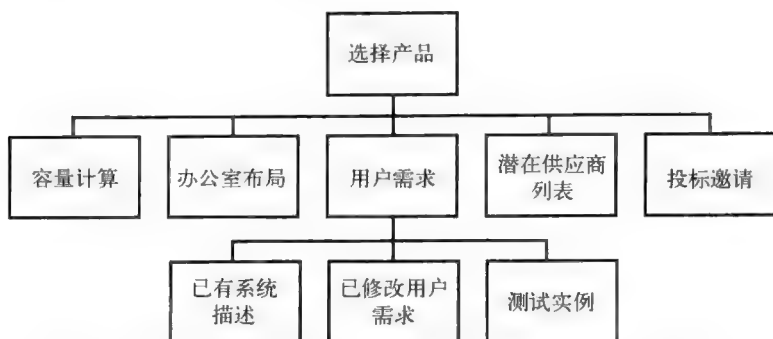 选择产品
容量计算
办公室布局
用户需求
潜在供应商
列表
投标邀请
已有系统
描述
已修改用户
需求
测试实例